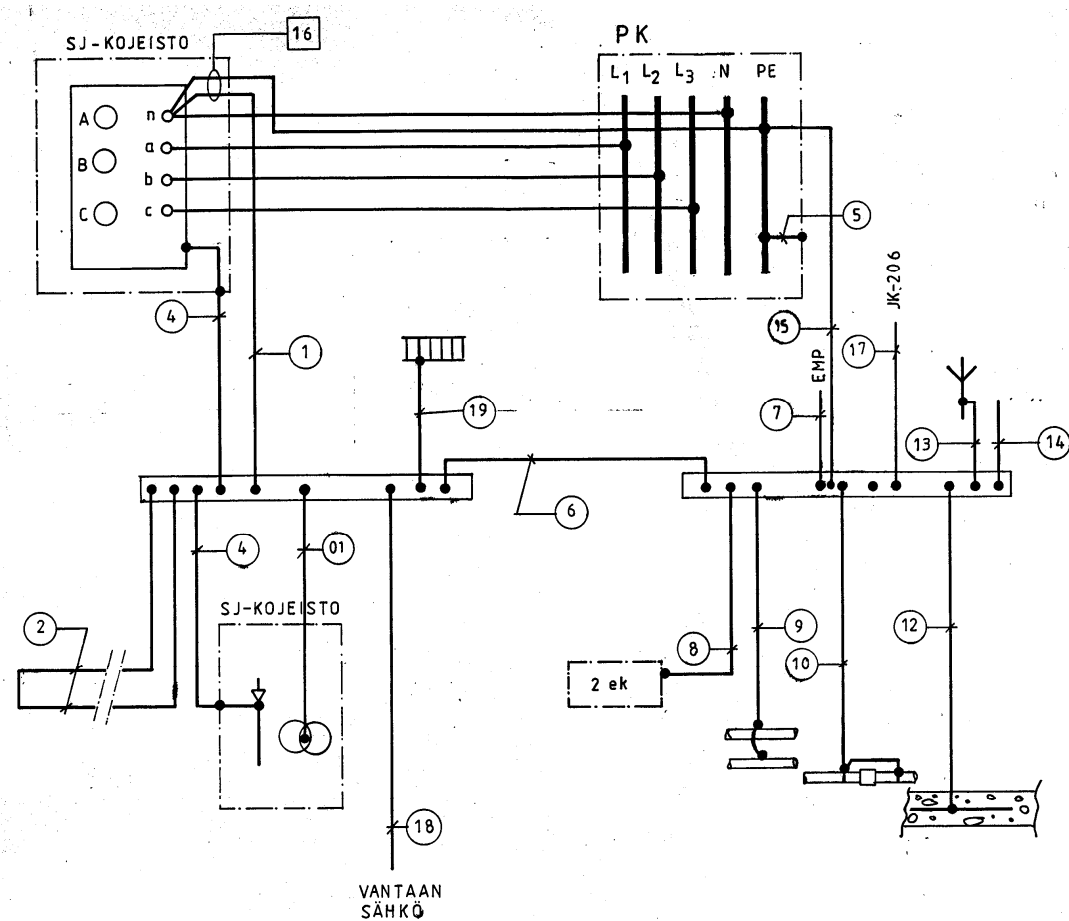 16
SJ-KOJEISTO
PK
L1 L2 L3 N PE
A n
a
B b
C c
5
JK-206
4
15
17
1
EMP
19
7
13
14
6
4
01
SJ-KOJEISTO
2
8
9
12
10
2 ek
18
VANTAAN
SÄHKÖ